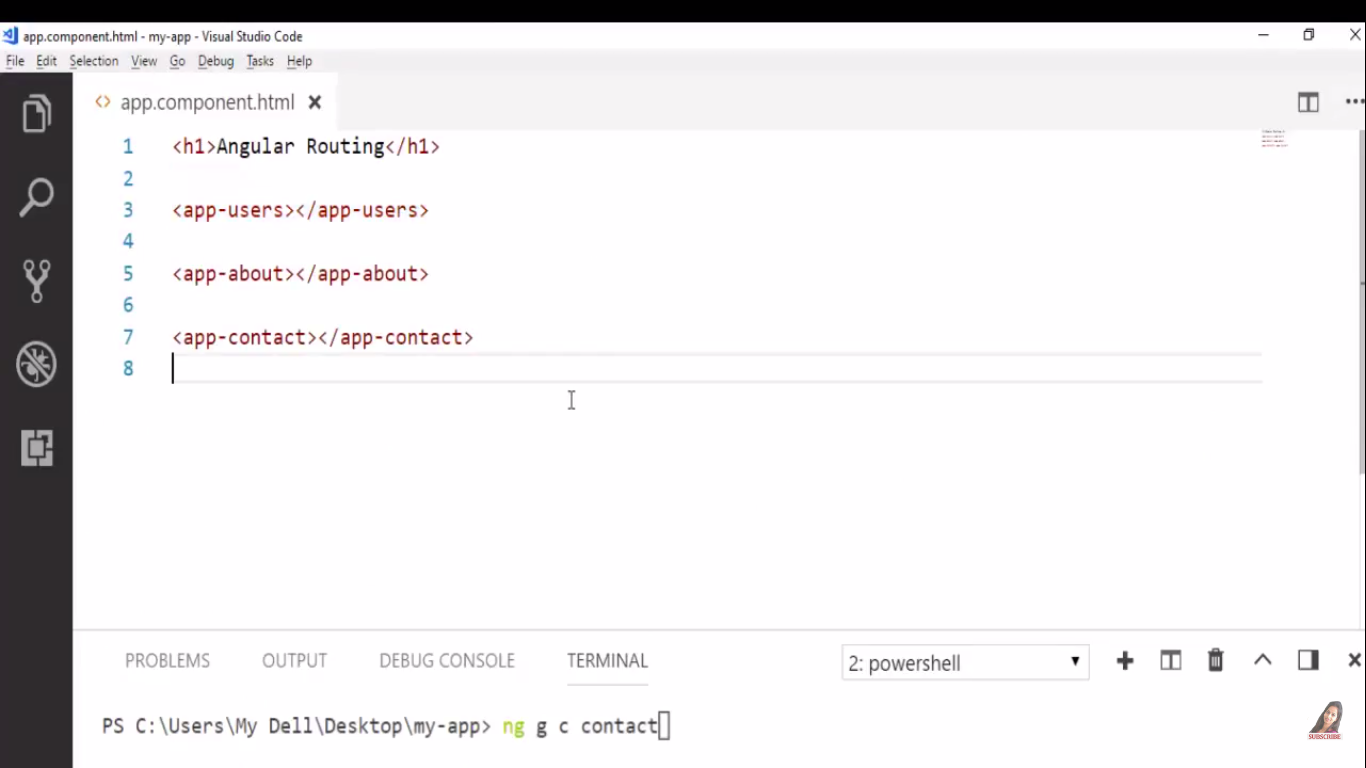 app.component.html - my-app - Visual Studio Code
File Edit Selection View Go Debug Tasks Help
app.component.html
1 <h1>Angular Routing</h1>
2
3 <app-users></app-users>
4
5 <app-about></app-about>
6
7 <app-contact></app-contact>
8
PROBLEMS OUTPUT DEBUG CONSOLE TERMINAL 2: powershell
PS C:\Users\My Dell\Desktop\my-app> ng g c contact
SUBSCRIBE